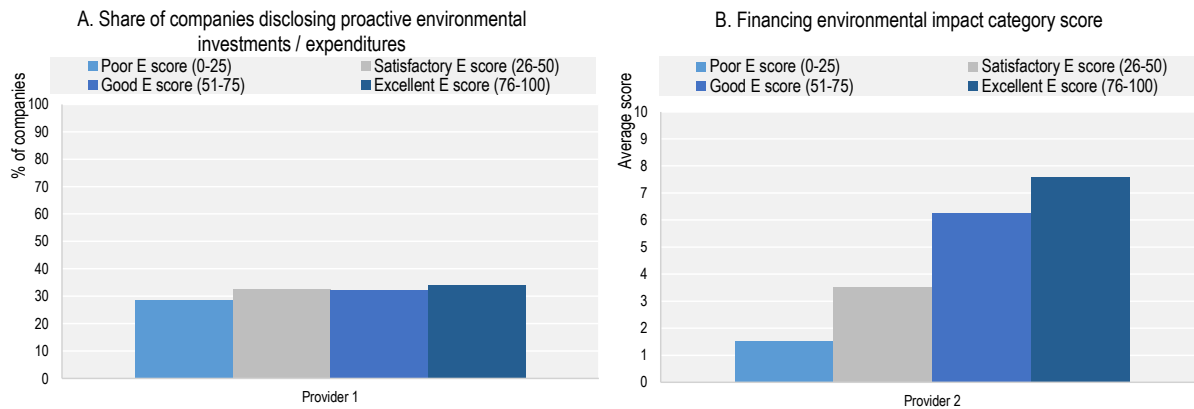 A. Share of companies disclosing proactive environmental
investments / expenditures
Poor E score (0-25)
Satisfactory E score (26-50)
Good E score (51-75)
Excellent E score (76-100)
% of companies
100
90
80
70
60
50
40
30
20
10
0
Provider 1
B. Financing environmental impact category score
Poor E score (0-25)
Satisfactory E score (26-50)
Good E score (51-75)
Excellent E score (76-100)
Average score
10
9
8
7
6
5
4
3
2
1
0
Provider 2